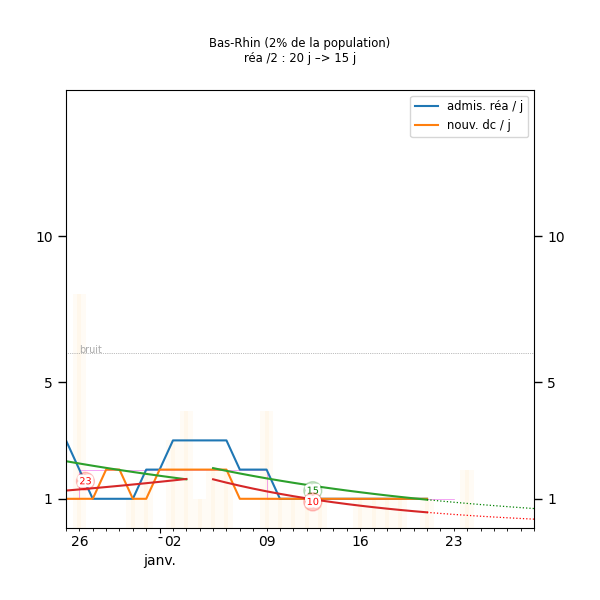 Bas-Rhin (2% de la population)
réa /2 : 20 j –> 15 j
admis. réa / j
nouv. dc / j
10
10
bruit
5
5
23
15
10
1
1
26
02
09
16
23
janv.